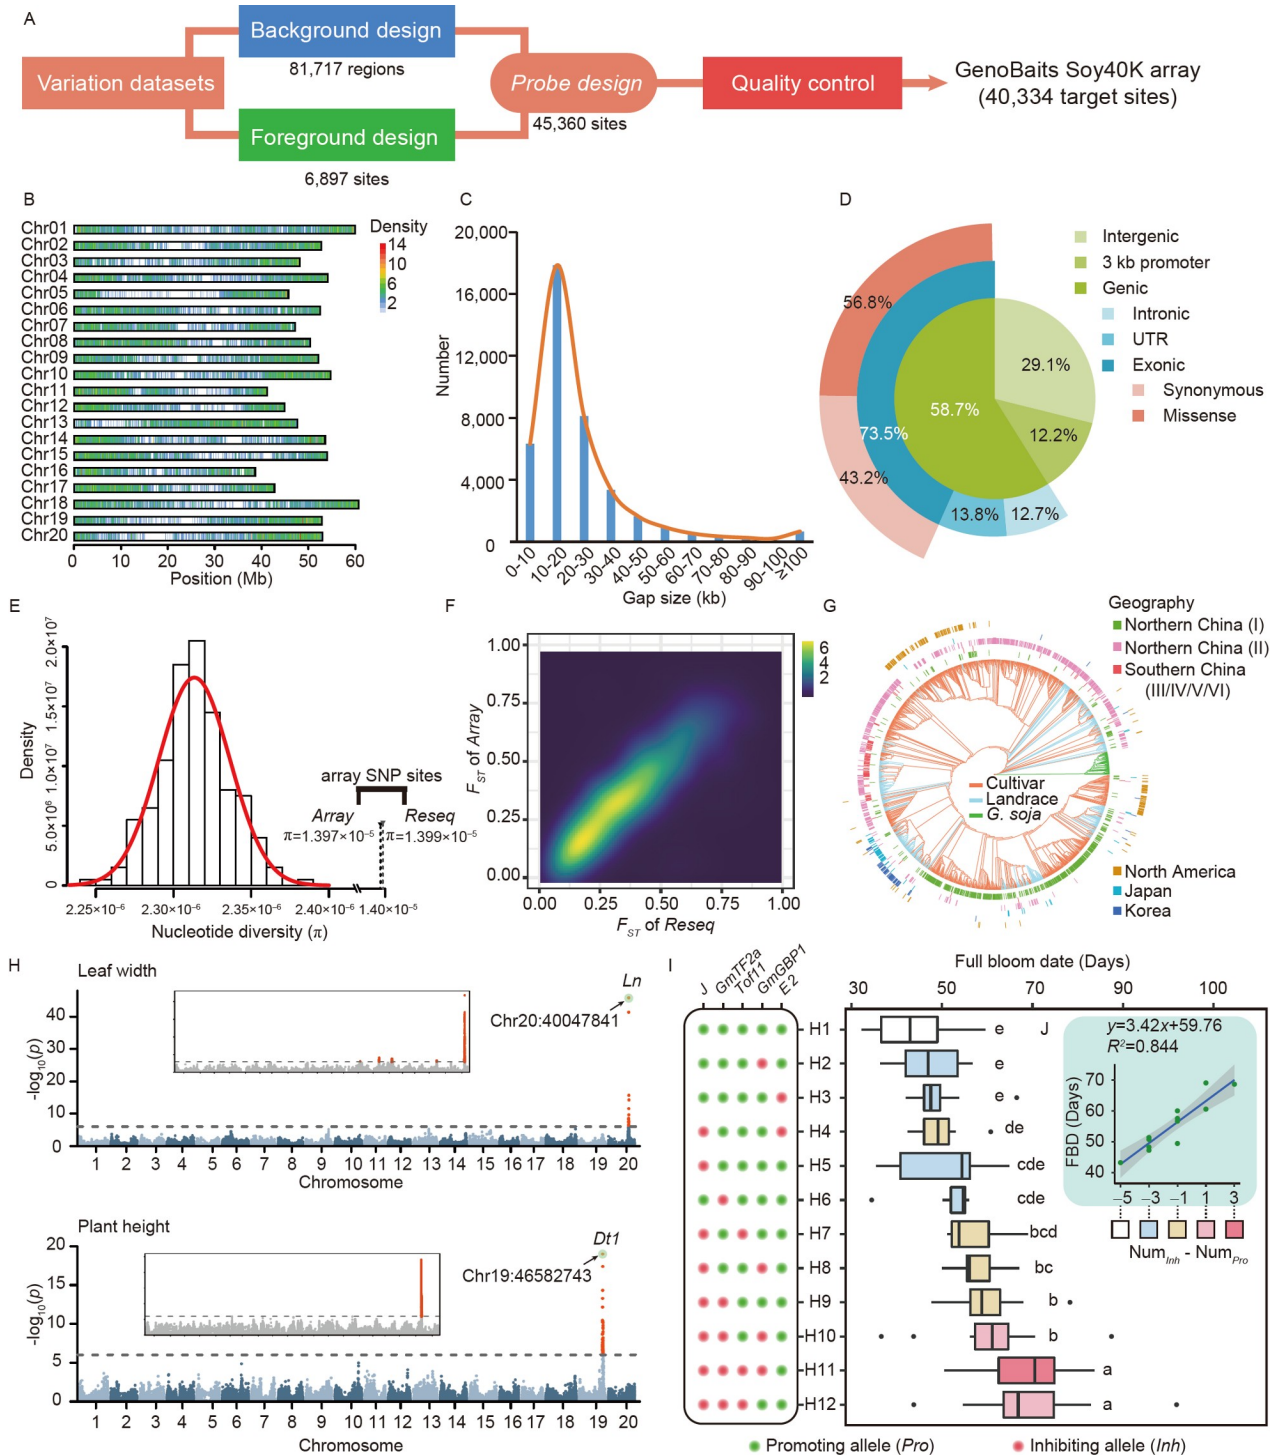 A
Variation datasets
Background design
81,717 regions
Foreground design
6,897 sites
Probe design
45,360 sites
Quality control
GenoBaits Soy40K array
(40,334 target sites)
B
Chr01
Chr02
Chr03
Chr04
Chr05
Chr06
Chr07
Chr08
Chr09
Chr10
Chr11
Chr12
Chr13
Chr14
Chr15
Chr16
Chr17
Chr18
Chr19
Chr20
0 10 20 30 40 50 60
Position (Mb)
Density
14
10
6
2
C
Number
20,000
16,000
12,000
8,000
4,000
0
0-10 10-20 20-30 30-40 40-50 50-60 60-70 70-80 80-90 90-100 ≥100
Gap size (kb)
D
56.8%
29.1%
58.7%
12.2%
73.5%
43.2%
13.8%
12.7%
Intergenic
3 kb promoter
Genic
Intronic
UTR
Exonic
Synonymous
Missense
E
Density
2.0×10⁷
1.5×10⁷
1.0×10⁷
5.0×10⁶
0
array SNP sites
Array Reseq
π=1.397×10⁻⁵ π=1.399×10⁻⁵
2.25×10⁻⁶ 2.30×10⁻⁶ 2.35×10⁻⁶ 2.40×10⁻⁶ 1.40×10⁻⁵
Nucleotide diversity (π)
F
F_ST of Array
1.00
0.75
0.50
0.25
0.00
0.00 0.25 0.50 0.75 1.00
F_ST of Reseq
6
4
2
G
Geography
Northern China (I)
Northern China (II)
Southern China
(III/IV/V/VI)
Cultivar
Landrace
G. soja
North America
Japan
Korea
H
Leaf width
Ln
Chr20:40047841
-log₁₀(p)
40
30
20
10
0
1 2 3 4 5 6 7 8 9 10 11 12 13 14 15 16 17 18 19 20
Chromosome
Plant height
Dt1
Chr19:46582743
-log₁₀(p)
20
15
10
5
0
1 2 3 4 5 6 7 8 9 10 11 12 13 14 15 16 17 18 19 20
Chromosome
I
J GmTF2a Tof11 GmGBP1 E2
Full bloom date (Days)
30 50 70 90 100
H1 e J
H2 e
H3 e
H4 de
H5 cde
H6 cde
H7 bcd
H8 bc
H9 b
H10 b
H11 a
H12 a
y=3.42x+59.76
R²=0.844
FBD (Days)
70
60
50
40
−5 −3 −1 1 3
Num_Inh - Num_Pro
Promoting allele (Pro) Inhibiting allele (Inh)